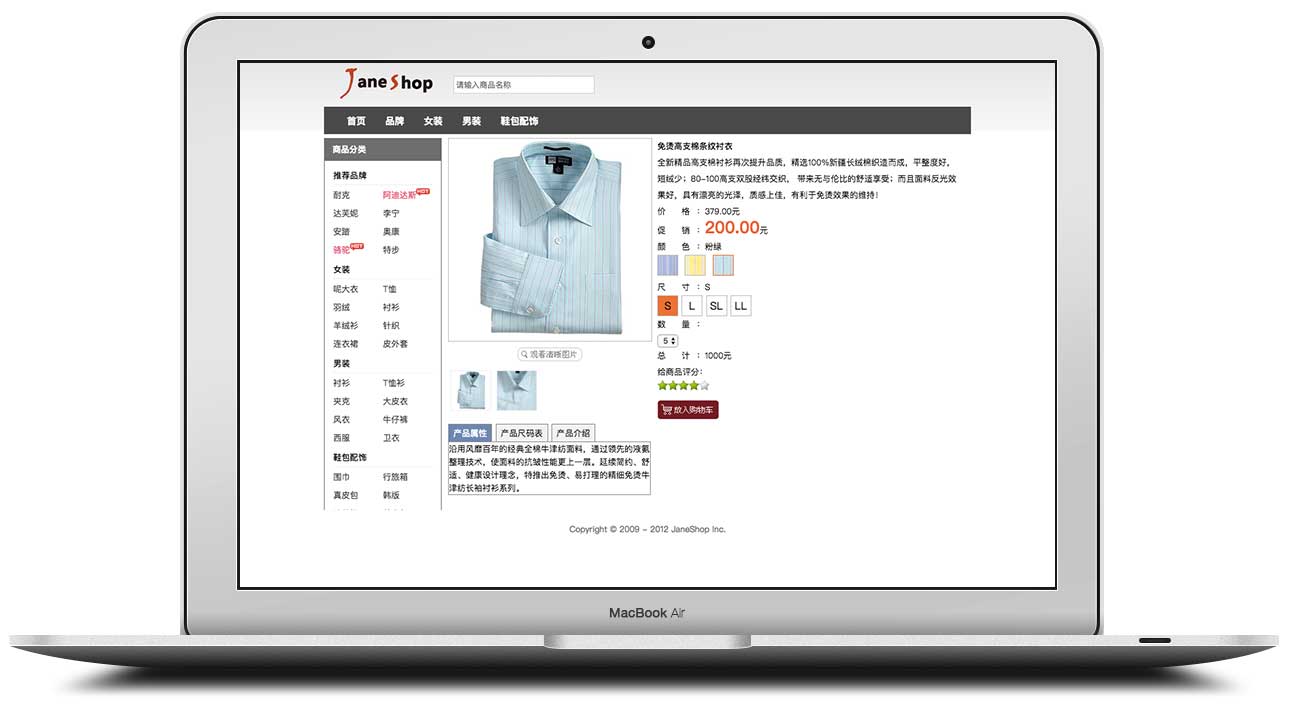 JaneShop
请输入商品名称
首页 品牌 女装 男装 鞋包配饰
商品分类
推荐品牌
耐克 阿迪达斯 HOT
达芙妮 李宁
安踏 奥康
骆驼 HOT 特步
女装
呢大衣 T恤
羽绒 衬衫
羊绒衫 针织
连衣裙 皮外套
男装
衬衫 T恤衫
夹克 大皮衣
风衣 牛仔裤
西服 卫衣
鞋包配饰
围巾 行旅箱
真皮包 韩版
观看清晰图片
产品属性 产品尺码表 产品介绍
沿用风靡百年的经典全棉牛津纺面料，通过领先的液氨
整理技术，使面料的抗皱性能更上一层。延续简约、舒
适、健康设计理念，特推出免烫、易打理的精细免烫牛
津纺长袖衬衫系列。
免烫高支棉条纹衬衣
全新精品高支棉衬衫再次提升品质，精选100%新疆长绒棉织造而成，平整度好，
短绒少；80-100高支双股经纬交织， 带来无与伦比的舒适享受；而且面料反光效
果好，具有漂亮的光泽，质感上佳，有利于免烫效果的维持！
价 格 ：379.00元
促 销 ：200.00元
颜 色 ：粉绿
尺 寸 ：S
S L SL LL
数 量 ：
5
总 计 ：1000元
给商品评分：
放入购物车
Copyright © 2009 - 2012 JaneShop Inc.
MacBook Air